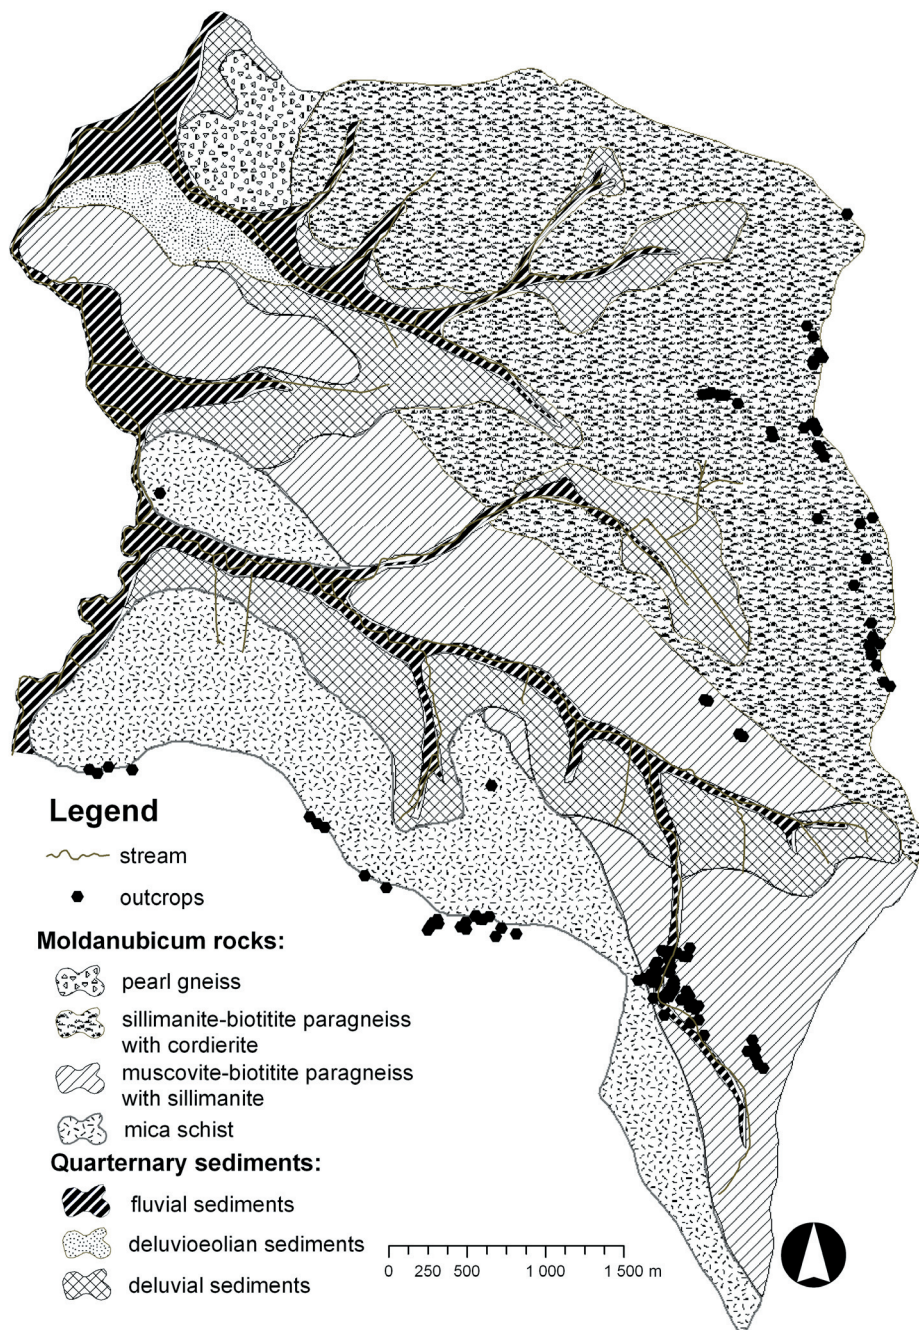 Legend
stream
outcrops
Moldanubicum rocks:
pearl gneiss
sillimanite-biotitite paragneiss
with cordierite
muscovite-biotitite paragneiss
with sillimanite
mica schist
Quarternary sediments:
fluvial sediments
deluvioeolian sediments
deluvial sediments
0 250 500 1 000 1 500 m